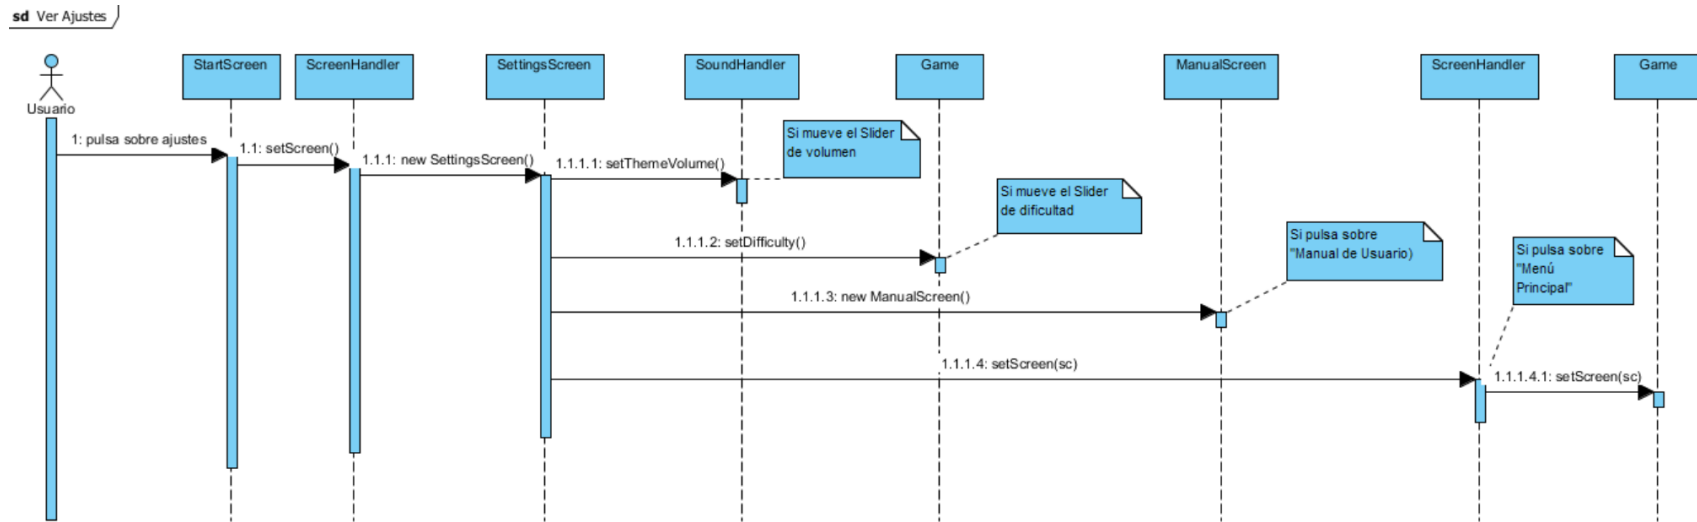 sd Ver Ajustes
StartScreen
ScreenHandler
SettingsScreen
SoundHandler
Game
ManualScreen
ScreenHandler
Game
Usuario
1: pulsa sobre ajustes
1.1: setScreen()
1.1.1: new SettingsScreen()
1.1.1.1: setThemeVolume()
Si mueve el Slider
de volumen
Si mueve el Slider
de dificultad
1.1.1.2: setDifficulty()
Si pulsa sobre
"Manual de Usuario)
Si pulsa sobre
"Menú
Principal"
1.1.1.3: new ManualScreen()
1.1.1.4: setScreen(sc)
1.1.1.4.1: setScreen(sc)